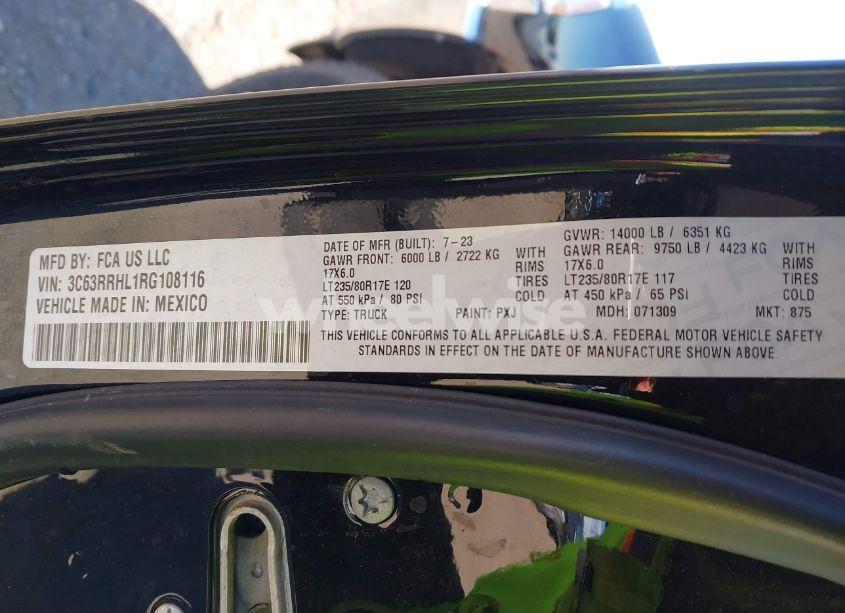 MFD BY: FCA US LLC
VIN: 3C63RRHL1RG108116
VEHICLE MADE IN: MEXICO
DATE OF MFR (BUILT): 7-23
GAWR FRONT: 6000 LB / 2722 KG WITH
17X6.0 RIMS
LT235/80R17E 120 TIRES
AT 550 kPa / 80 PSI COLD
TYPE: TRUCK PAINT: PXJ
GVWR: 14000 LB / 6351 KG
GAWR REAR: 9750 LB / 4423 KG WITH
17X6.0 RIMS
LT235/80R17E 117 TIRES
AT 450 kPa / 65 PSI COLD
MDH: 071309 MKT: 875
THIS VEHICLE CONFORMS TO ALL APPLICABLE U.S.A. FEDERAL MOTOR VEHICLE SAFETY
STANDARDS IN EFFECT ON THE DATE OF MANUFACTURE SHOWN ABOVE.
wheelwise